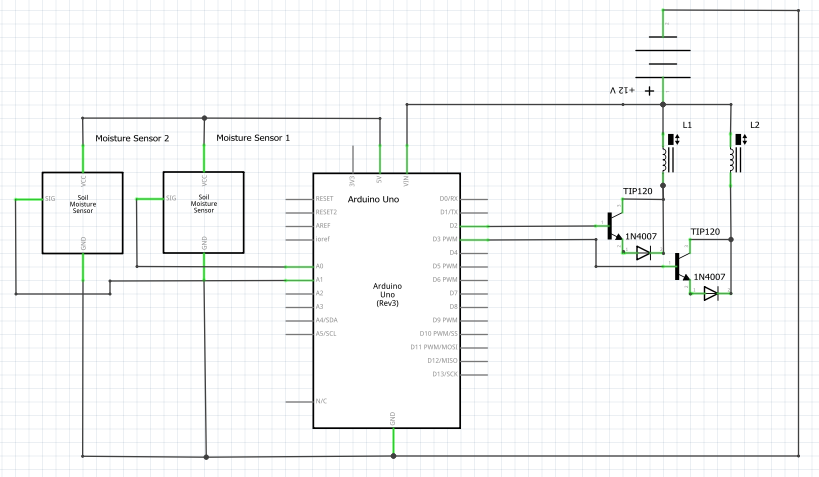 +12 V
L1
L2
Moisture Sensor 2
Moisture Sensor 1
VCC
VCC
3V3
5V
VIN
SIG
Soil
Moisture
Sensor
SIG
Soil
Moisture
Sensor
GND
GND
Arduino Uno
RESET
RESET2
AREF
ioref
A0
A1
A2
A3
A4/SDA
A5/SCL
N/C
Arduino
Uno
(Rev3)
D0/RX
D1/TX
D2
D3 PWM
D4
D5 PWM
D6 PWM
D7
D8
D9 PWM
D10 PWM/SS
D11 PWM/MOSI
D12/MISO
D13/SCK
GND
TIP120
1N4007
TIP120
1N4007